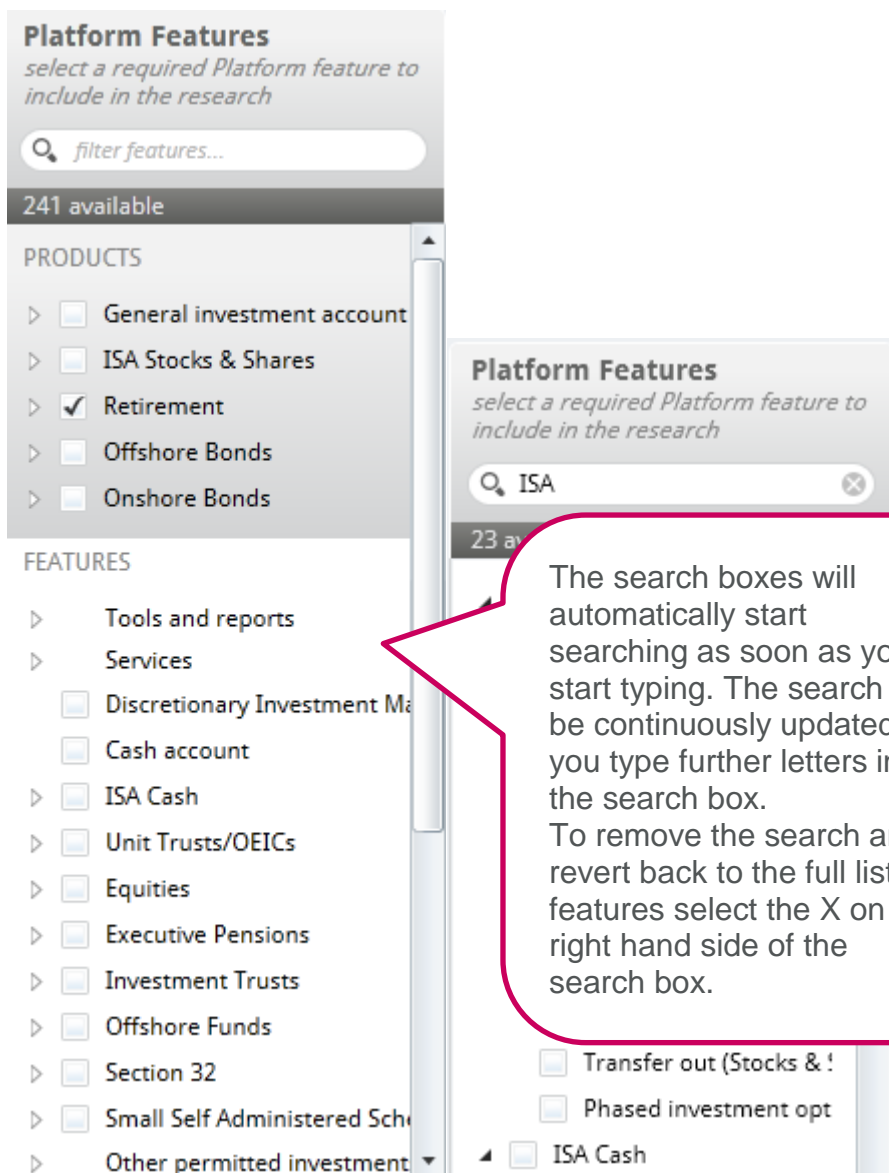 Platform Features
select a required Platform feature to
include in the research
filter features...
241 available
PRODUCTS
General investment account
ISA Stocks & Shares
Retirement
Offshore Bonds
Onshore Bonds
FEATURES
Tools and reports
Services
Discretionary Investment
Cash account
ISA Cash
Unit Trusts/OEICs
Equities
Executive Pensions
Investment Trusts
Offshore Funds
Section 32
Small Self Administered
Other permitted investment
Platform Features
select a required Platform feature to
include in the research
ISA
23
The search boxes will
automatically start
searching as soon as
start typing. The search
be continuously updated
you type further letters
the search box.
To remove the search
revert back to the full list
features select the X on
right hand side of the
search box.
Transfer out (Stocks &
Phased investment
ISA Cash